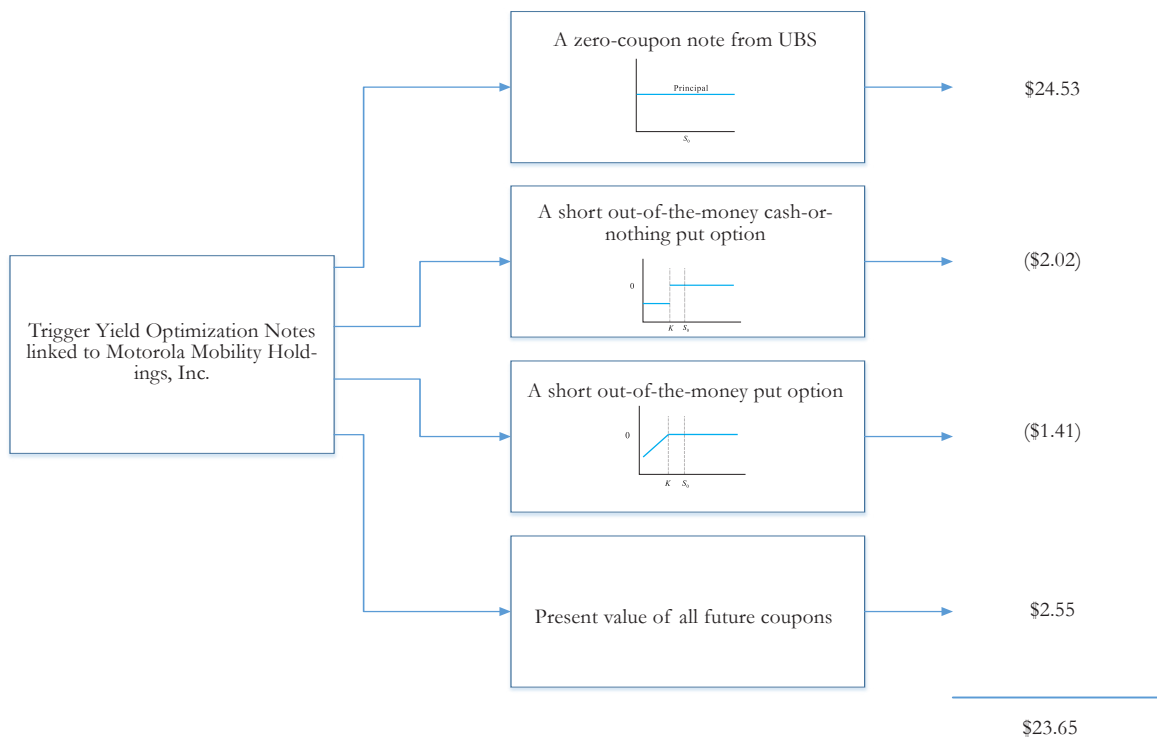 A zero-coupon note from UBS
Principal
S₀
$24.53
A short out-of-the-money cash-or-
nothing put option
0
K
S₀
($2.02)
Trigger Yield Optimization Notes
linked to Motorola Mobility Hold-
ings, Inc.
A short out-of-the-money put option
0
K
S₀
($1.41)
Present value of all future coupons
$2.55
$23.65